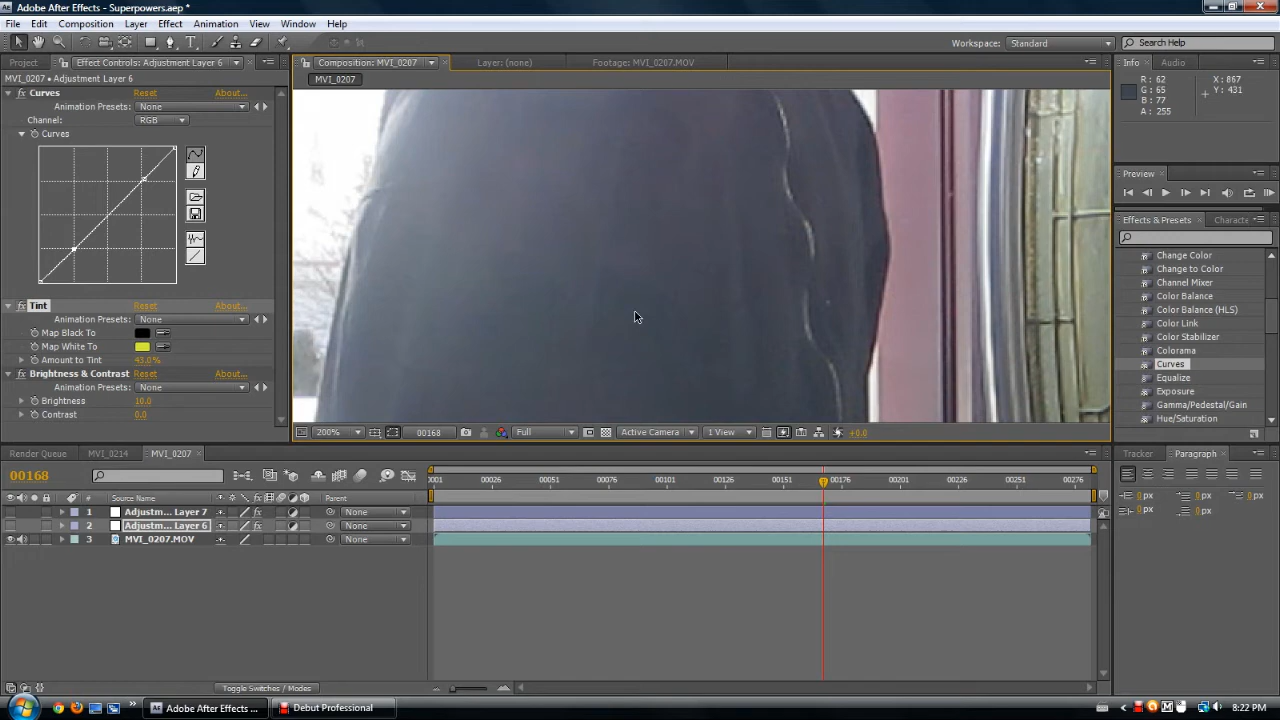 Adobe After Effects - Superpowers.aep *
File Edit Composition Layer Effect Animation View Window Help
Workspace: Standard Search Help
Project Effect Controls: Adjustment Layer 6 Composition: MVI_0207 Layer: (none) Footage: MVI_0207.MOV Info Audio
MVI_0207 • Adjustment Layer 6 MVI_0207
Curves Reset About...
Animation Presets: None
Channel: RGB
Curves
R: 62 X: 867
G: 65 Y: 431
B: 77
A: 255
Preview
Effects & Presets Characte
Change Color
Change to Color
Channel Mixer
Color Balance
Color Balance (HLS)
Color Link
Color Stabilizer
Colorama
Curves
Equalize
Exposure
Gamma/Pedestal/Gain
Hue/Saturation
Tint Reset About...
Animation Presets: None
Map Black To
Map White To
Amount to Tint 43.0%
Brightness & Contrast Reset About...
Animation Presets: None
Brightness 10.0
Contrast 0.0
200% 00168 Full Active Camera 1 View +0.0
Render Queue MVI_0214 MVI_0207 Tracker Paragraph
00168
0001 00026 00051 00076 00101 00126 00151 00176 00201 00226 00251 00276
# Source Name Parent
1 Adjustm... Layer 7 None
2 Adjustm... Layer 6 None
3 MVI_0207.MOV None
0 px 0 px 0 px
0 px 0 px
Toggle Switches / Modes
Adobe After Effects ... Debut Professional 8:22 PM